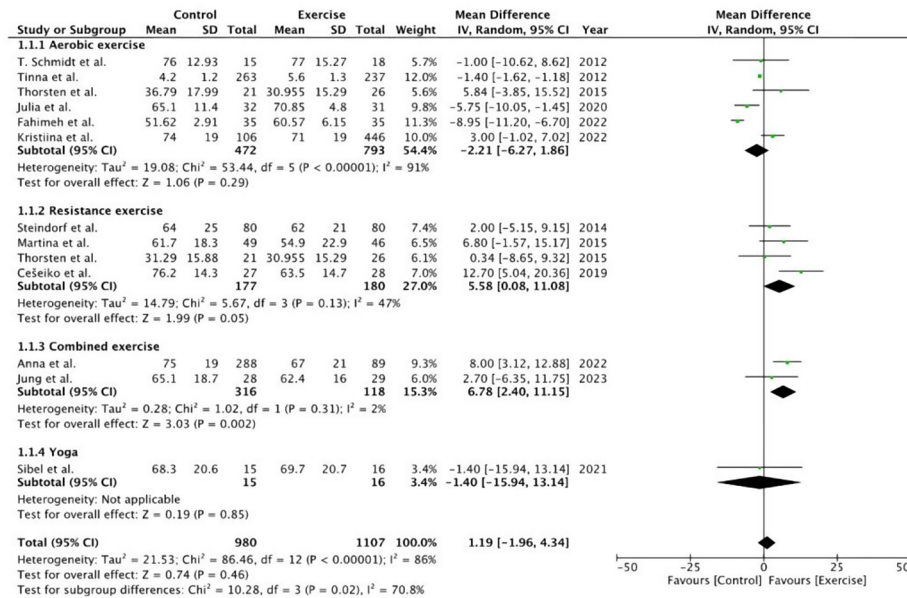 Control Exercise Mean Difference Mean Difference
Study or Subgroup Mean SD Total Mean SD Total Weight IV, Random, 95% CI Year IV, Random, 95% CI
1.1.1 Aerobic exercise
T. Schmidt et al. 76 12.93 15 77 15.27 18 5.7% -1.00 [-10.62, 8.62] 2012
Tinna et al. 4.2 1.2 263 5.6 1.3 237 12.0% -1.40 [-1.62, -1.18] 2012
Thorsten et al. 36.79 17.99 21 30.955 15.29 26 5.6% 5.84 [-3.85, 15.52] 2015
Julia et al. 65.1 11.4 32 70.85 4.8 31 9.8% -5.75 [-10.05, -1.45] 2020
Fahimeh et al. 51.62 2.91 35 60.57 6.15 35 11.3% -8.95 [-11.20, -6.70] 2022
Kristiina et al. 74 19 106 71 19 446 10.0% 3.00 [-1.02, 7.02] 2022
Subtotal (95% CI) 472 793 54.4% -2.21 [-6.27, 1.86]
Heterogeneity: Tau² = 19.08; Chi² = 53.44, df = 5 (P < 0.00001); I² = 91%
Test for overall effect: Z = 1.06 (P = 0.29)
1.1.2 Resistance exercise
Steindorf et al. 64 25 80 62 21 80 7.4% 2.00 [-5.15, 9.15] 2014
Martina et al. 61.7 18.3 49 54.9 22.9 46 6.5% 6.80 [-1.57, 15.17] 2015
Thorsten et al. 31.29 15.88 21 30.955 15.29 26 6.1% 0.34 [-8.65, 9.32] 2015
Cešeiko et al. 76.2 14.3 27 63.5 14.7 28 7.0% 12.70 [5.04, 20.36] 2019
Subtotal (95% CI) 177 180 27.0% 5.58 [0.08, 11.08]
Heterogeneity: Tau² = 14.79; Chi² = 5.67, df = 3 (P = 0.13); I² = 47%
Test for overall effect: Z = 1.99 (P = 0.05)
1.1.3 Combined exercise
Anna et al. 75 19 288 67 21 89 9.3% 8.00 [3.12, 12.88] 2022
Jung et al. 65.1 18.7 28 62.4 16 29 6.0% 2.70 [-6.35, 11.75] 2023
Subtotal (95% CI) 316 118 15.3% 6.78 [2.40, 11.15]
Heterogeneity: Tau² = 0.28; Chi² = 1.02, df = 1 (P = 0.31); I² = 2%
Test for overall effect: Z = 3.03 (P = 0.002)
1.1.4 Yoga
Sibel et al. 68.3 20.6 15 69.7 20.7 16 3.4% -1.40 [-15.94, 13.14] 2021
Subtotal (95% CI) 15 16 3.4% -1.40 [-15.94, 13.14]
Heterogeneity: Not applicable
Test for overall effect: Z = 0.19 (P = 0.85)
Total (95% CI) 980 1107 100.0% 1.19 [-1.96, 4.34]
Heterogeneity: Tau² = 21.53; Chi² = 86.46, df = 12 (P < 0.00001); I² = 86%
Test for overall effect: Z = 0.74 (P = 0.46)
Test for subgroup differences: Chi² = 10.28, df = 3 (P = 0.02), I² = 70.8%
-50 -25 0 25 50
Favours [Control] Favours [Exercise]